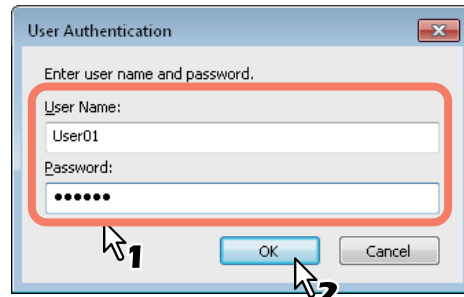 User Authentication
Enter user name and password.
User Name:
User01
Password:
••••••
1
OK
Cancel
2